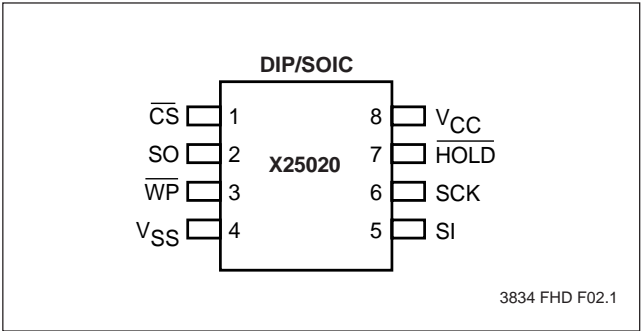 DIP/SOIC
CS 1 8 VCC
SO 2 X25020 7 HOLD
WP 3 6 SCK
VSS 4 5 SI
3834 FHD F02.1